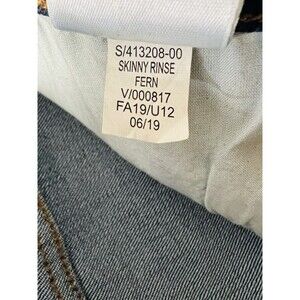 S/413208-00
SKINNY RINSE
FERN
V/000817
FA19/U12
06/19